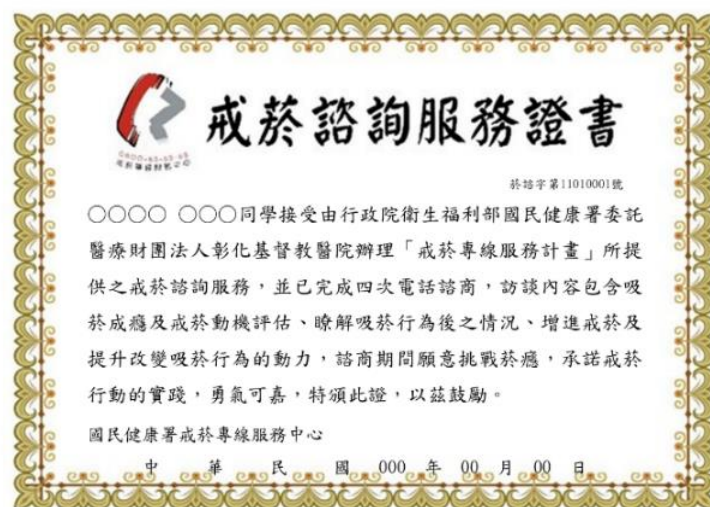 戒菸諮詢服務證書
0800-63-63-63
菸諮字第11010001號
○○○○ ○○○同學接受由行政院衛生福利部國民健康署委託
醫療財團法人彰化基督教醫院辦理「戒菸專線服務計畫」所提
供之戒菸諮詢服務，並已完成四次電話諮商，訪談內容包含吸
菸成癮及戒菸動機評估、瞭解吸菸行為後之情況、增進戒菸及
提升改變吸菸行為的動力，諮商期間願意挑戰菸癮，承諾戒菸
行動的實踐，勇氣可嘉，特頒此證，以茲鼓勵。
國民健康署戒菸專線服務中心
中 華 民 國 000 年 00 月 00 日